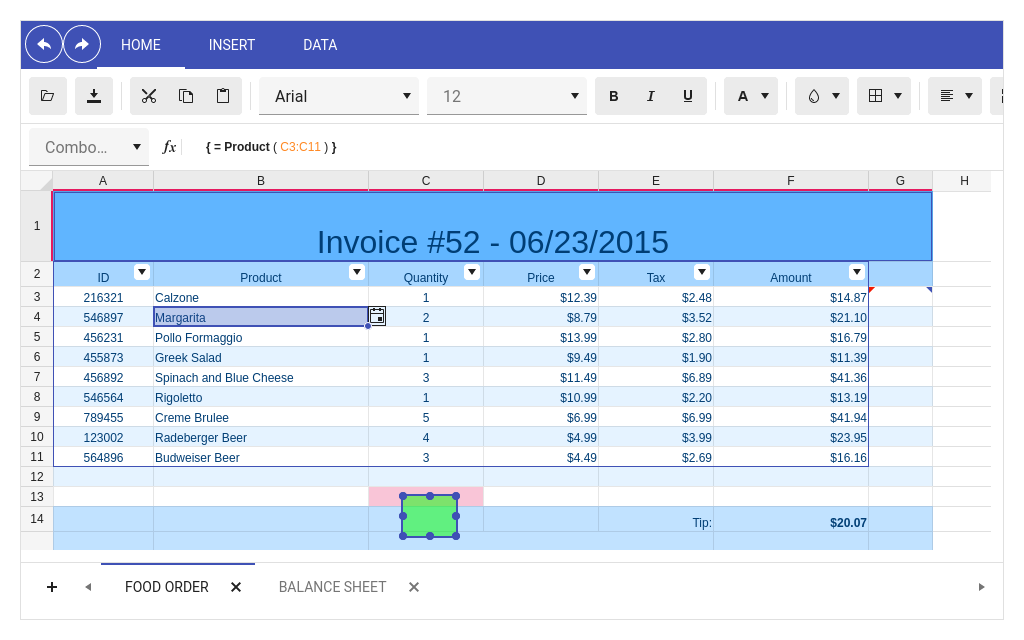 HOME INSERT DATA
Arial 12 B I U A
Combo... fx { = Product ( C3:C11 ) }
A B C D E F G H
1 Invoice #52 - 06/23/2015
2 ID Product Quantity Price Tax Amount
3 216321 Calzone 1 $12.39 $2.48 $14.87
4 546897 Margarita 2 $8.79 $3.52 $21.10
5 456231 Pollo Formaggio 1 $13.99 $2.80 $16.79
6 455873 Greek Salad 1 $9.49 $1.90 $11.39
7 456892 Spinach and Blue Cheese 3 $11.49 $6.89 $41.36
8 546564 Rigoletto 1 $10.99 $2.20 $13.19
9 789455 Creme Brulee 5 $6.99 $6.99 $41.94
10 123002 Radeberger Beer 4 $4.99 $3.99 $23.95
11 564896 Budweiser Beer 3 $4.49 $2.69 $16.16
12
13
14 Tip: $20.07
FOOD ORDER BALANCE SHEET